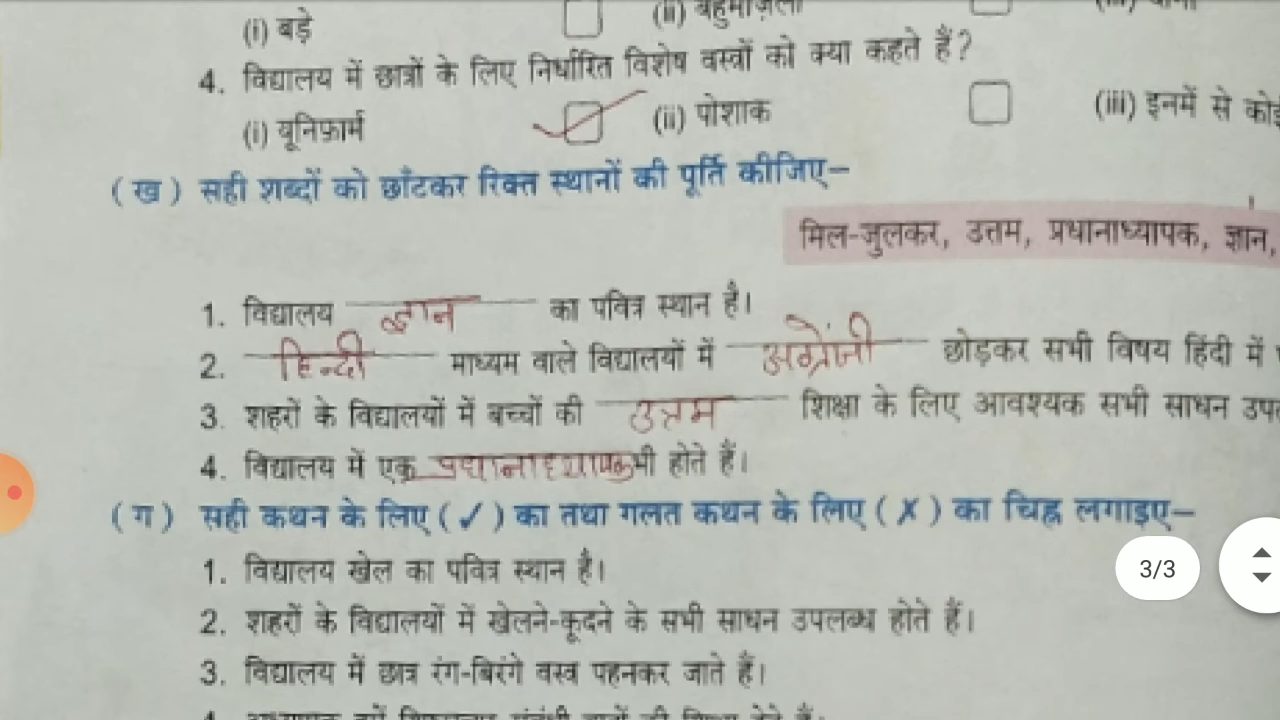 (i) बड़े (ii) बहुमंज़िला
4. विद्यालय में छात्रों के लिए निर्धारित विशेष वस्त्रों को क्या कहते हैं?
(i) यूनिफ़ार्म (ii) पोशाक (iii) इनमें से कोई
( ख ) सही शब्दों को छाँटकर रिक्त स्थानों की पूर्ति कीजिए–
मिल-जुलकर, उत्तम, प्रधानाध्यापक, ज्ञान,
1. विद्यालय ज्ञान का पवित्र स्थान है।
2. हिन्दी माध्यम वाले विद्यालयों में छोड़कर सभी विषय हिंदी में
3. शहरों के विद्यालयों में बच्चों की उत्तम शिक्षा के लिए आवश्यक सभी साधन
4. विद्यालय में एक प्रधानाध्यापक भी होते हैं।
( ग ) सही कथन के लिए ( ✓ ) का तथा गलत कथन के लिए ( ✗ ) का चिह्न लगाइए–
1. विद्यालय खेल का पवित्र स्थान है।
3/3
2. शहरों के विद्यालयों में खेलने-कूदने के सभी साधन उपलब्ध होते हैं।
3. विद्यालय में छात्र रंग-बिरंगे वस्त्र पहनकर जाते हैं।